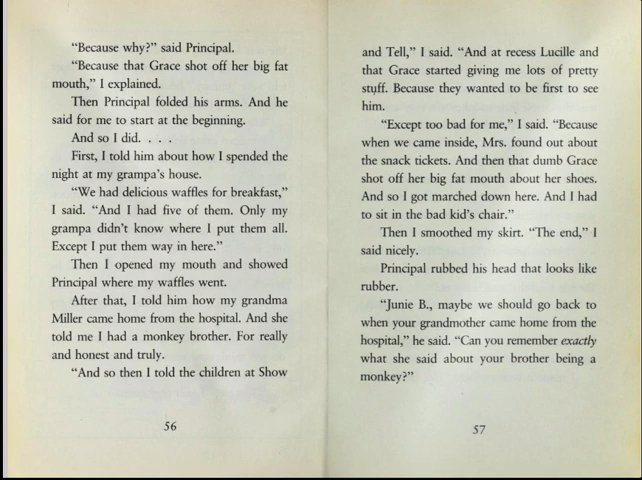 “Because why?” said Principal.
“Because that Grace shot off her big fat
mouth,” I explained.
Then Principal folded his arms. And he
said for me to start at the beginning.
And so I did. . . .
First, I told him about how I spended the
night at my grampa’s house.
“We had delicious waffles for breakfast,”
I said. “And I had five of them. Only my
grampa didn’t know where I put them all.
Except I put them way in here.”
Then I opened my mouth and showed
Principal where my waffles went.
After that, I told him how my grandma
Miller came home from the hospital. And she
told me I had a monkey brother. For really
and honest and truly.
“And so then I told the children at Show
56
and Tell,” I said. “And at recess Lucille and
that Grace started giving me lots of pretty
stuff. Because they wanted to be first to see
him.
“Except too bad for me,” I said. “Because
when we came inside, Mrs. found out about
the snack tickets. And then that dumb Grace
shot off her big fat mouth about her shoes.
And so I got marched down here. And I had
to sit in the bad kid’s chair.”
Then I smoothed my skirt. “The end,” I
said nicely.
Principal rubbed his head that looks like
rubber.
“Junie B., maybe we should go back to
when your grandmother came home from the
hospital,” he said. “Can you remember exactly
what she said about your brother being a
monkey?”
57